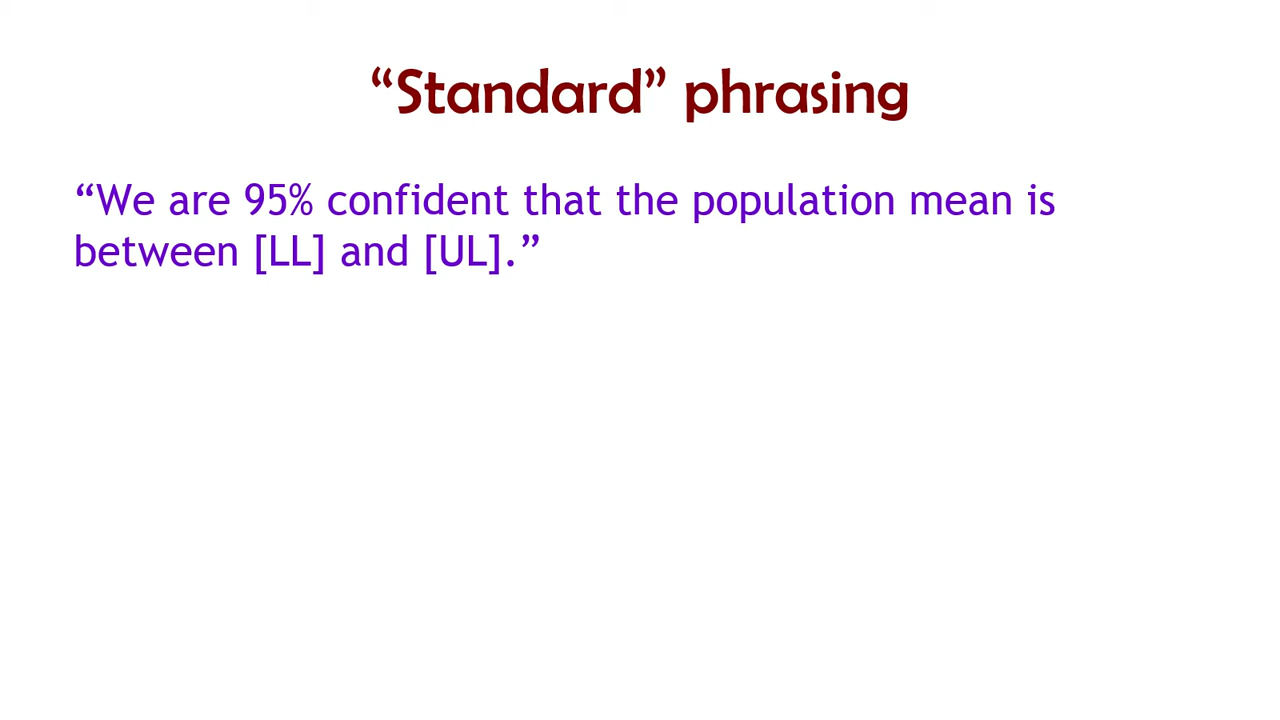 “Standard” phrasing
“We are 95% confident that the population mean is
between [LL] and [UL].”